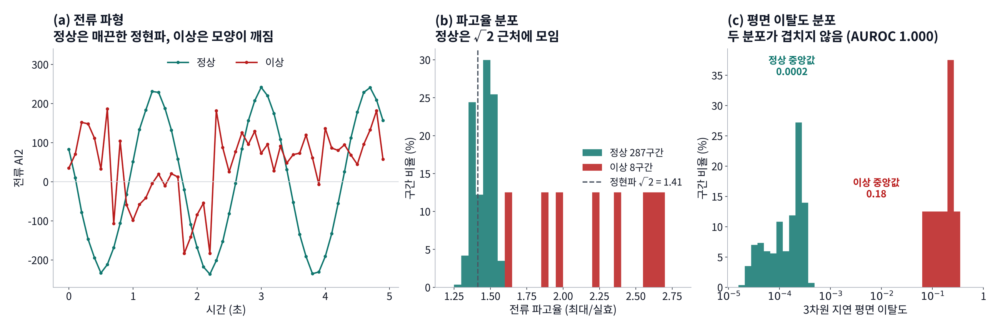 (a) 전류 파형
정상은 매끈한 정현파, 이상은 모양이 깨짐
정상
이상
300
200
100
0
-100
-200
전류 AI2
0
1
2
3
4
5
시간 (초)
(b) 파고율 분포
정상은 √2 근처에 모임
30
25
20
15
10
5
0
구간 비율 (%)
정상 287구간
이상 8구간
정현파 √2 = 1.41
1.25
1.50
1.75
2.00
2.25
2.50
2.75
전류 파고율 (최대/실효)
(c) 평면 이탈도 분포
두 분포가 겹치지 않음 (AUROC 1.000)
정상 중앙값
0.0002
이상 중앙값
0.18
35
30
25
20
15
10
5
0
구간 비율 (%)
10⁻⁵
10⁻⁴
10⁻³
10⁻²
10⁻¹
1
3차원 지연 평면 이탈도